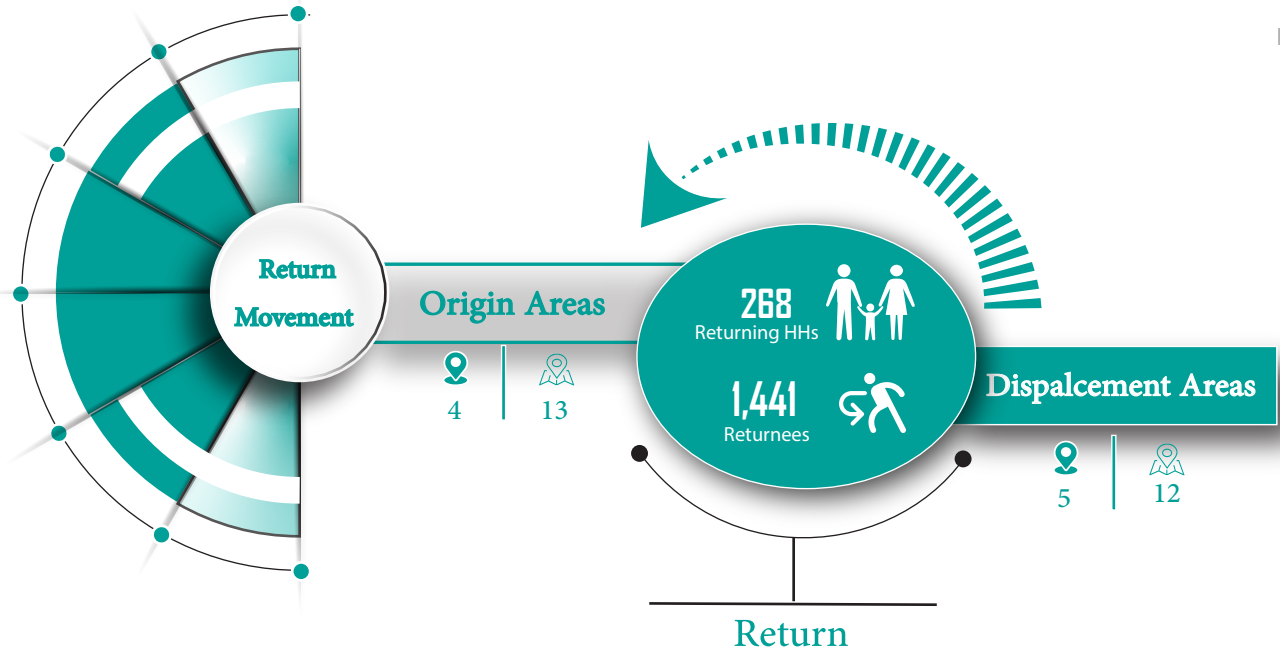 Return
Movement
Origin Areas
4
13
268
Returning HHs
1,441
Returnees
Dispalcement Areas
5
12
Return